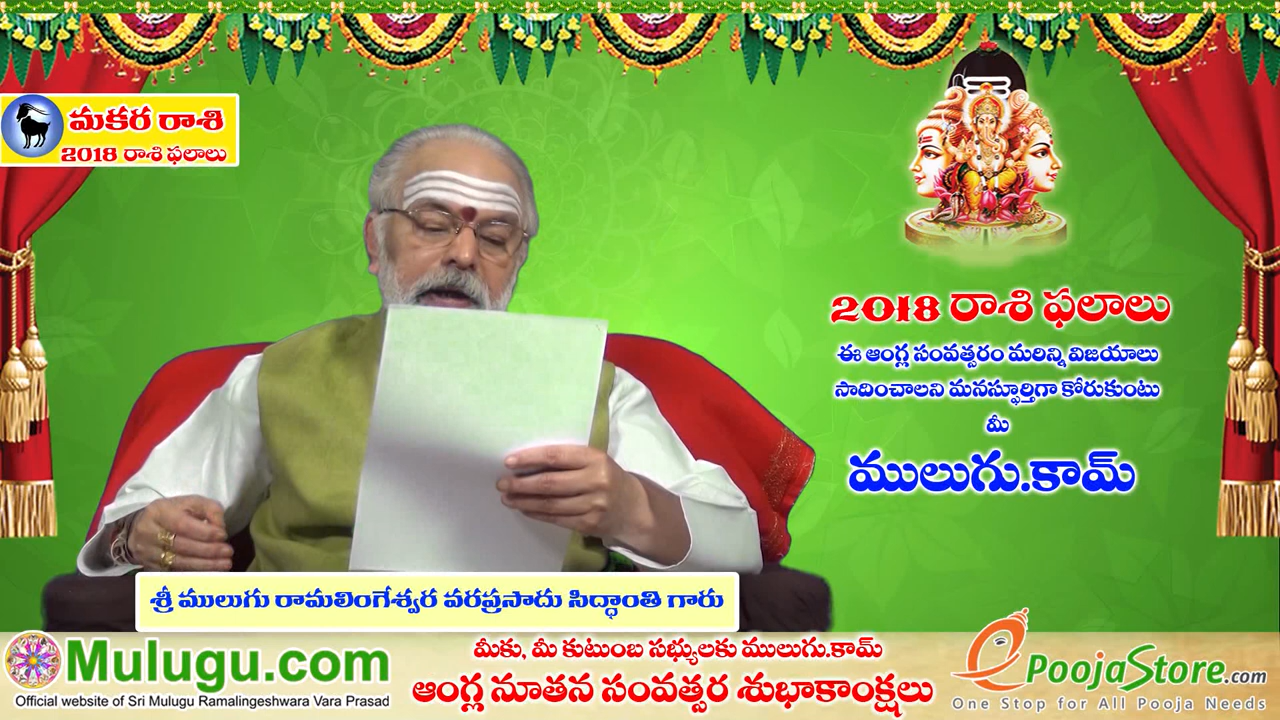 మకర రాశి
2018 రాశి ఫలాలు
2018 రాశి ఫలాలు
ఈ ఆంగ్ల సంవత్సరం మరిన్ని విజయాలు
సాదించాలని మనస్ఫూర్తిగా కోరుకుంటు
మీ
ములుగు.కామ్
శ్రీ ములుగు రామలింగేశ్వర వరప్రసాదు సిద్ధాంతి గారు
Mulugu.com
Official website of Sri Mulugu Ramalingeshwara Vara Prasad
మీకు, మీ కుటుంబ సభ్యులకు ములుగు.కామ్
ఆంగ్ల నూతన సంవత్సర శుభాకాంక్షలు
ePoojaStore.com
One Stop for All Pooja Needs